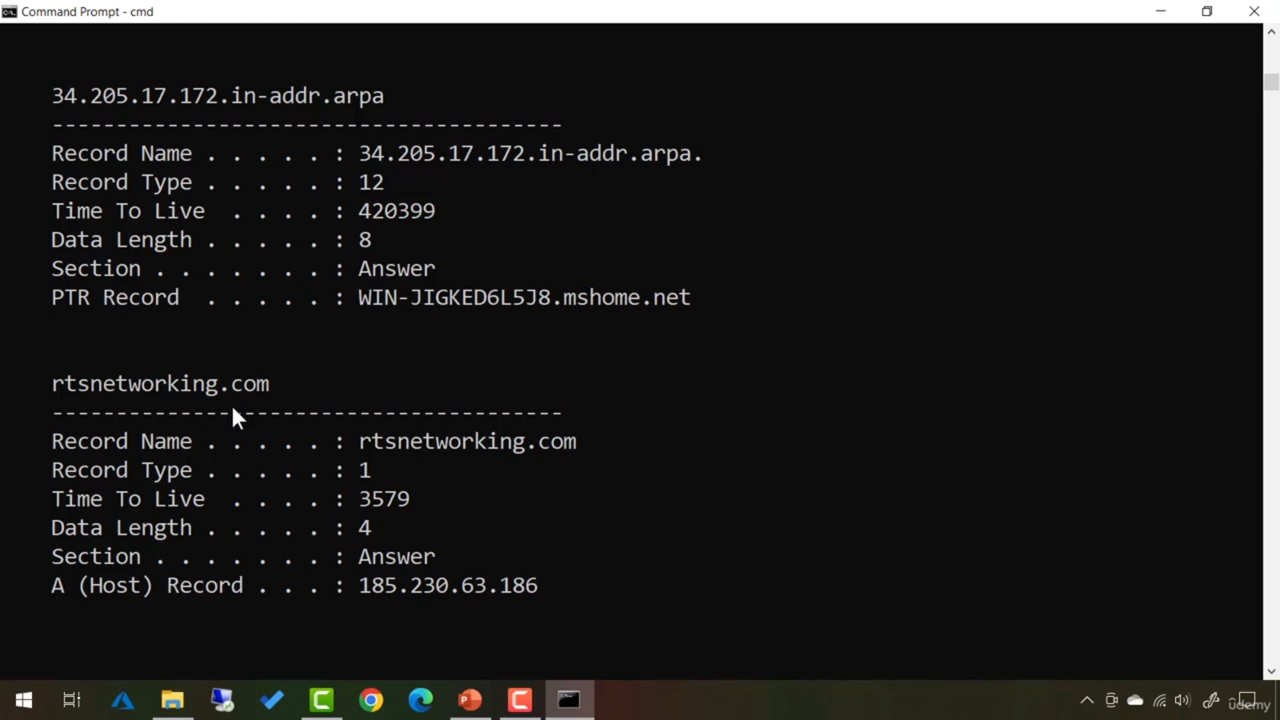 Command Prompt - cmd
34.205.17.172.in-addr.arpa
----------------------------------------
Record Name . . . . . : 34.205.17.172.in-addr.arpa.
Record Type . . . . . : 12
Time To Live  . . . . : 420399
Data Length . . . . . : 8
Section . . . . . . . : Answer
PTR Record  . . . . . : WIN-JIGKED6L5J8.mshome.net
rtsnetworking.com
----------------------------------------
Record Name . . . . . : rtsnetworking.com
Record Type . . . . . : 1
Time To Live  . . . . : 3579
Data Length . . . . . : 4
Section . . . . . . . : Answer
A (Host) Record . . . : 185.230.63.186
udemy